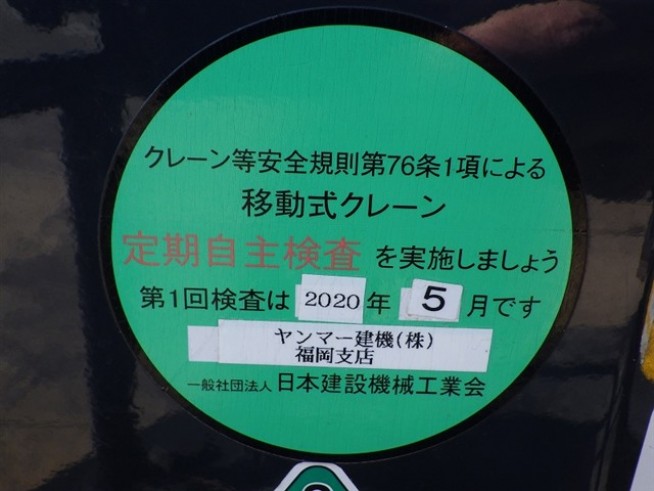 クレーン等安全規則第76条1項による
移動式クレーン
定期自主検査 を実施しましょう
第1回検査は 2020 年 5 月です
ヤンマー建機(株)
福岡支店
一般社団法人 日本建設機械工業会